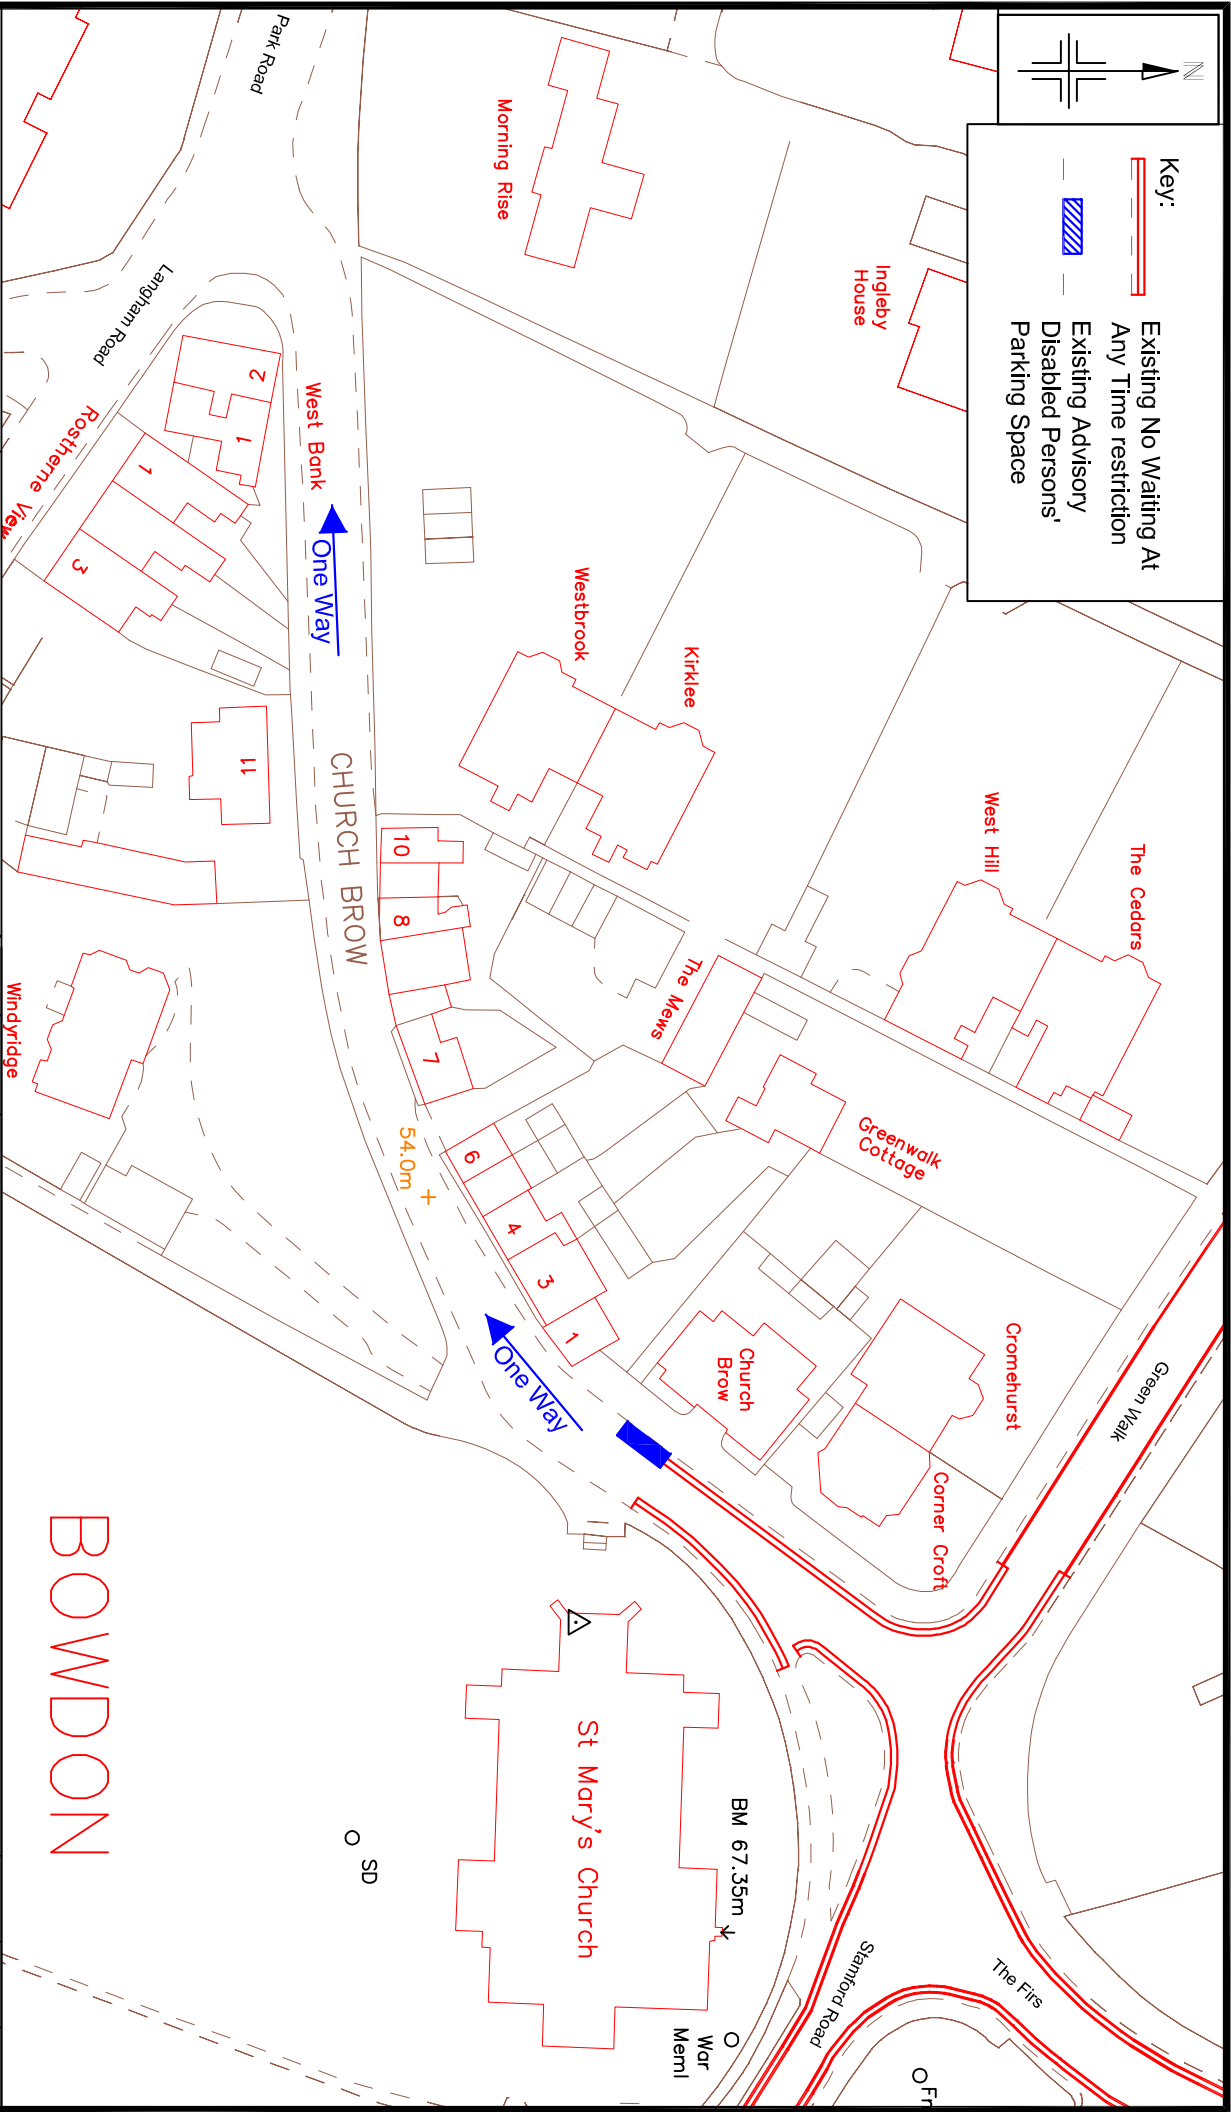 N
Key:
Existing No Waiting At
Any Time restriction
Existing Advisory
Disabled Persons'
Parking Space
Park Road
Morning Rise
Ingleby
House
Langham Road
2
1
West Bank
Rostherne View
1
3
One Way
Westbrook
Kirklee
11
CHURCH BROW
10
8
7
The Mews
West Hill
The Cedars
Windyridge
54.0m
6
4
3
1
Greenwalk
Cottage
One Way
Church
Brow
Cromehurst
Corner Croft
Green Walk
BOWDON
St Mary's Church
BM 67.35m
SD
War
Meml
Stamford Road
The Firs
Fr